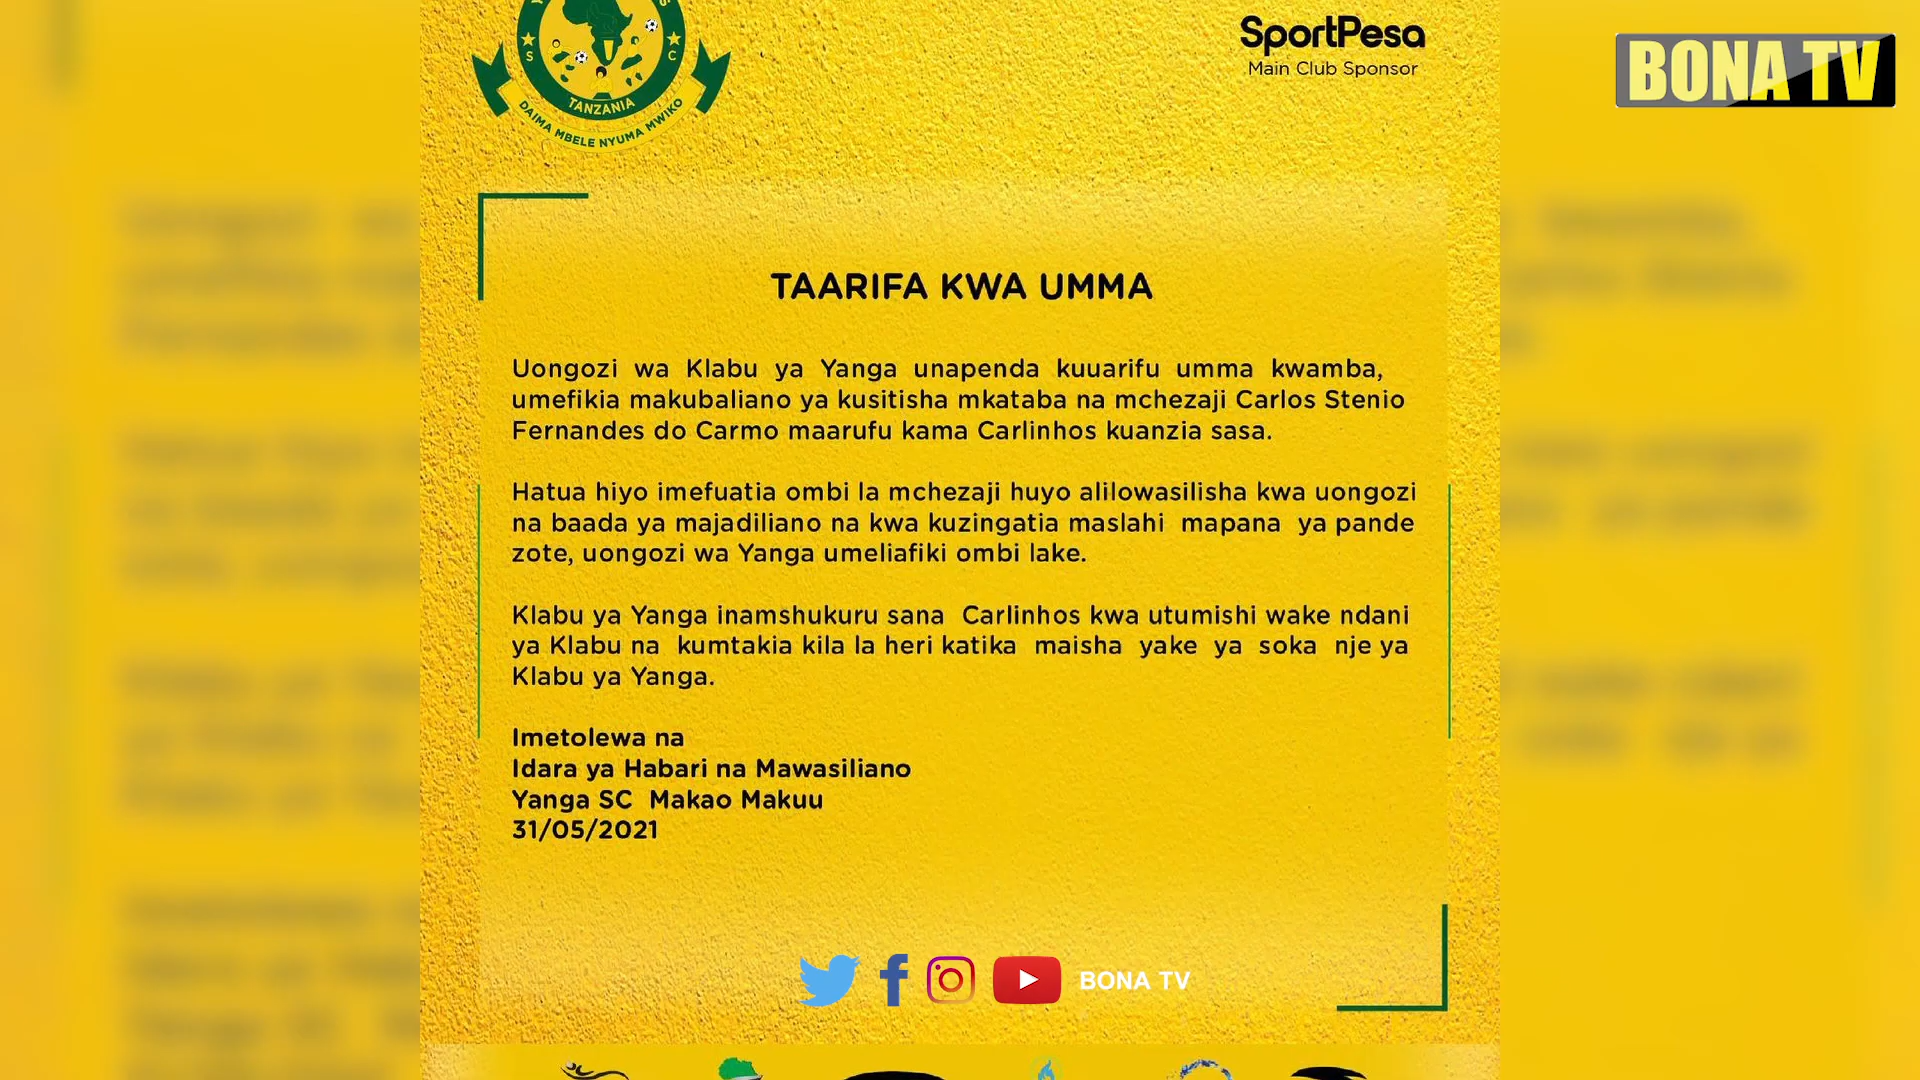 S C
TANZANIA
DAIMA MBELE NYUMA MWIKO
SportPesa
Main Club Sponsor
BONA TV
TAARIFA KWA UMMA
Uongozi wa Klabu ya Yanga unapenda kuuarifu umma kwamba,
umefikia makubaliano ya kusitisha mkataba na mchezaji Carlos Stenio
Fernandes do Carmo maarufu kama Carlinhos kuanzia sasa.
Hatua hiyo imefuatia ombi la mchezaji huyo alilowasilisha kwa uongozi
na baada ya majadiliano na kwa kuzingatia maslahi mapana ya pande
zote, uongozi wa Yanga umeliafiki ombi lake.
Klabu ya Yanga inamshukuru sana Carlinhos kwa utumishi wake ndani
ya Klabu na kumtakia kila la heri katika maisha yake ya soka nje ya
Klabu ya Yanga.
Imetolewa na
Idara ya Habari na Mawasiliano
Yanga SC Makao Makuu
31/05/2021
BONA TV